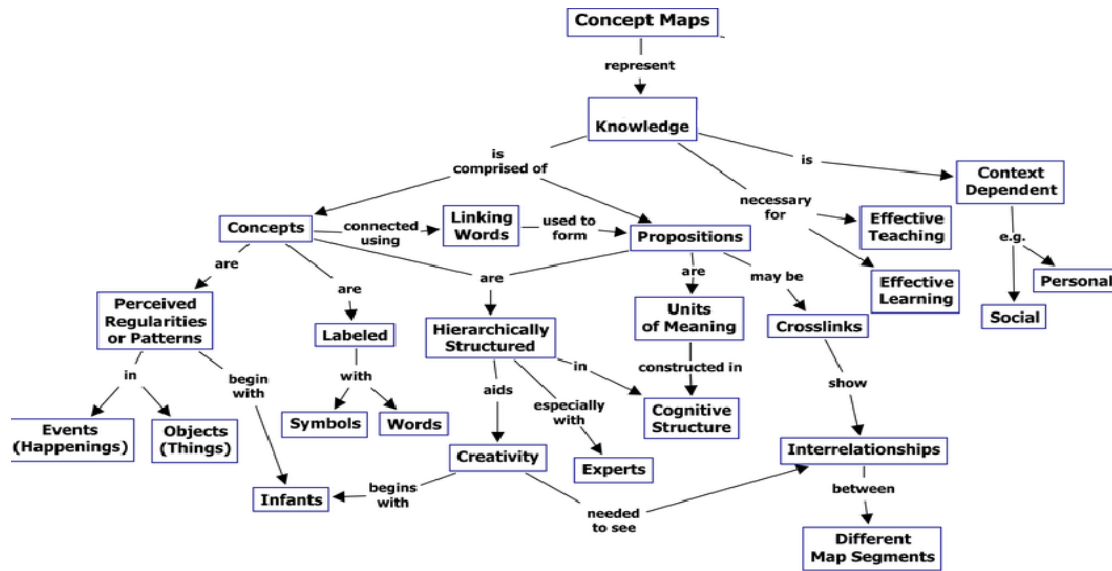 Concept Maps
represent
Knowledge
is
comprised of
is
Context
Dependent
necessary
for
Effective
Teaching
Effective
Learning
e.g.
Personal
Social
Concepts
connected
using
Linking
Words
used to
form
Propositions
are
are
are
are
may be
Perceived
Regularities
or Patterns
Labeled
Hierarchically
Structured
Units
of Meaning
Crosslinks
in
begin
with
with
aids
especially
with
in
constructed in
show
Events
(Happenings)
Objects
(Things)
Symbols
Words
Creativity
Experts
Cognitive
Structure
Interrelationships
Infants
begins
with
needed
to see
between
Different
Map Segments